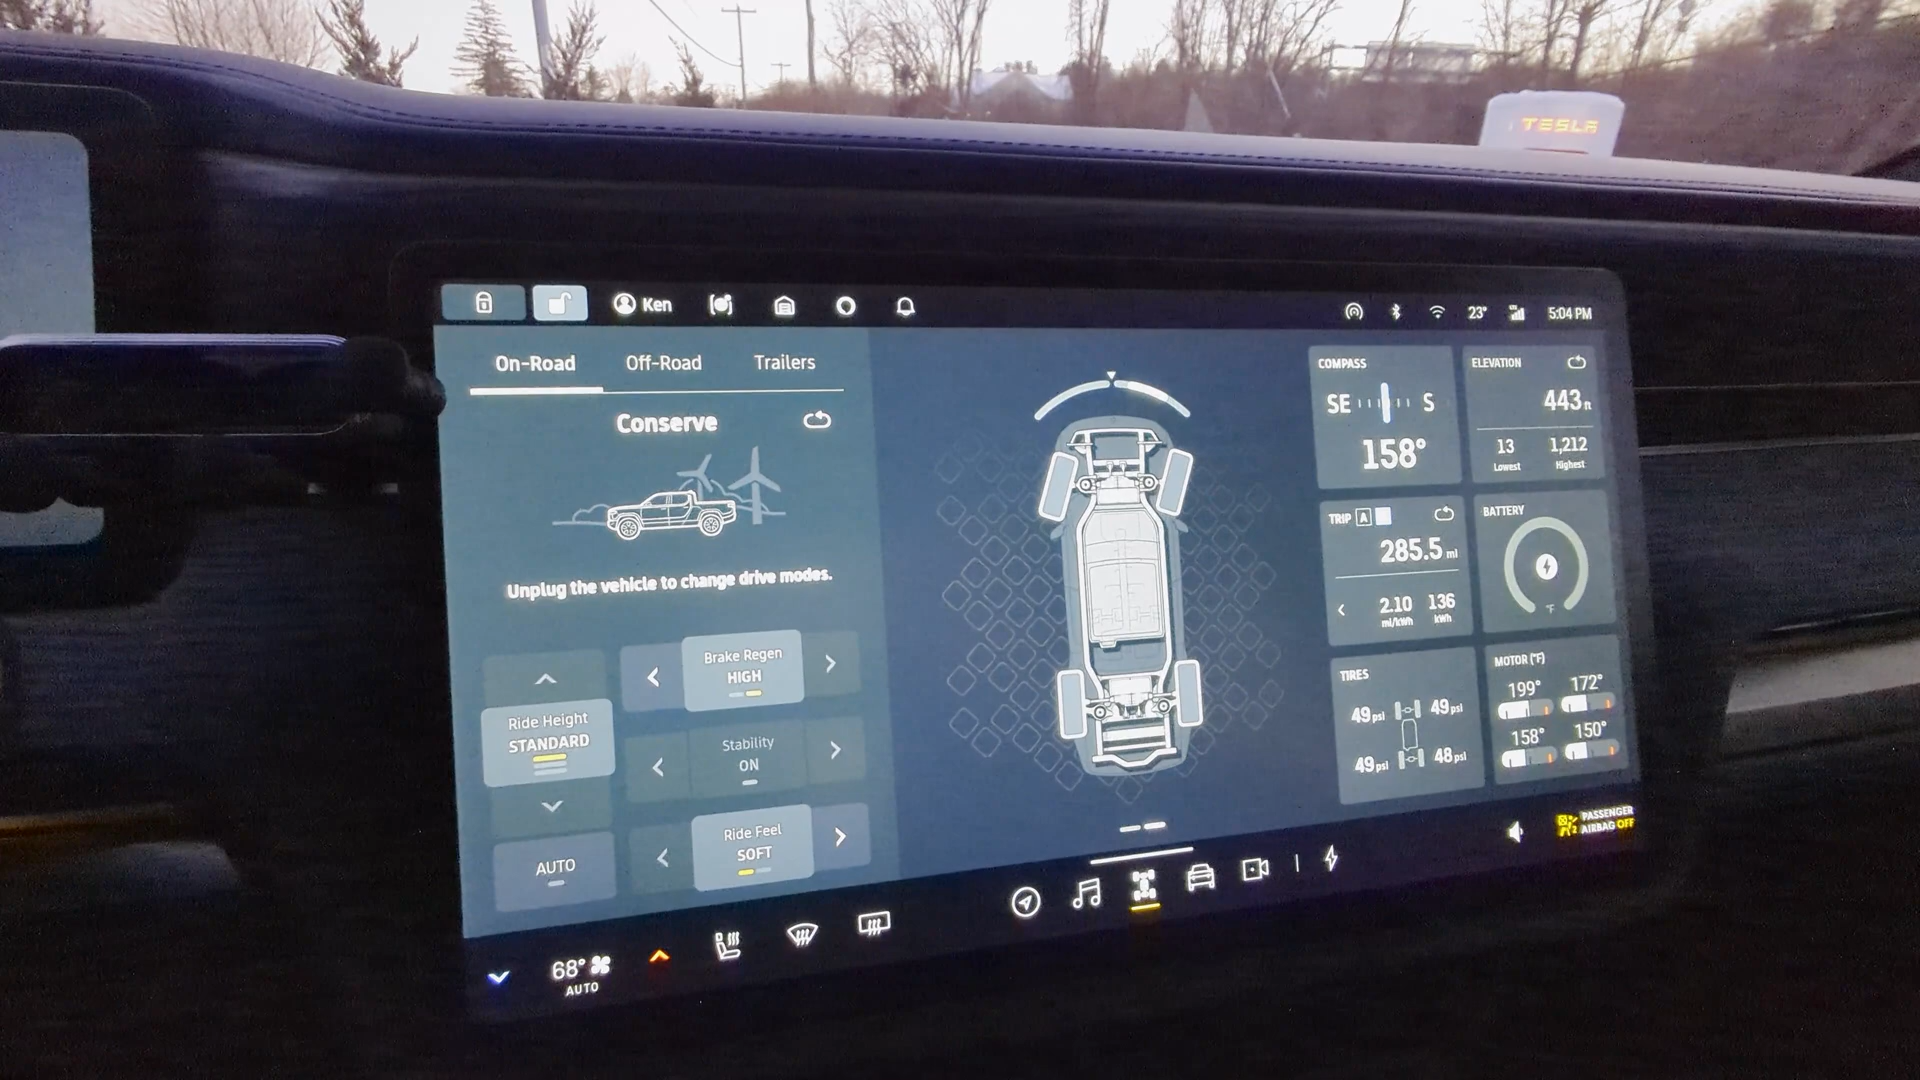 TESLA
Ken
23°
LTE
5:04 PM
On-Road
Off-Road
Trailers
Conserve
Unplug the vehicle to change drive modes.
Ride Height
STANDARD
AUTO
Brake Regen
HIGH
Stability
ON
Ride Feel
SOFT
COMPASS
SE S
158°
ELEVATION
443 ft
13 1,212
Lowest Highest
TRIP A
285.5 mi
2.10 136
mi/kWh kWh
BATTERY
°F
TIRES
49 psi 49 psi
49 psi 48 psi
MOTOR (°F)
199° 172°
158° 150°
PASSENGER
AIRBAG OFF
68°
AUTO